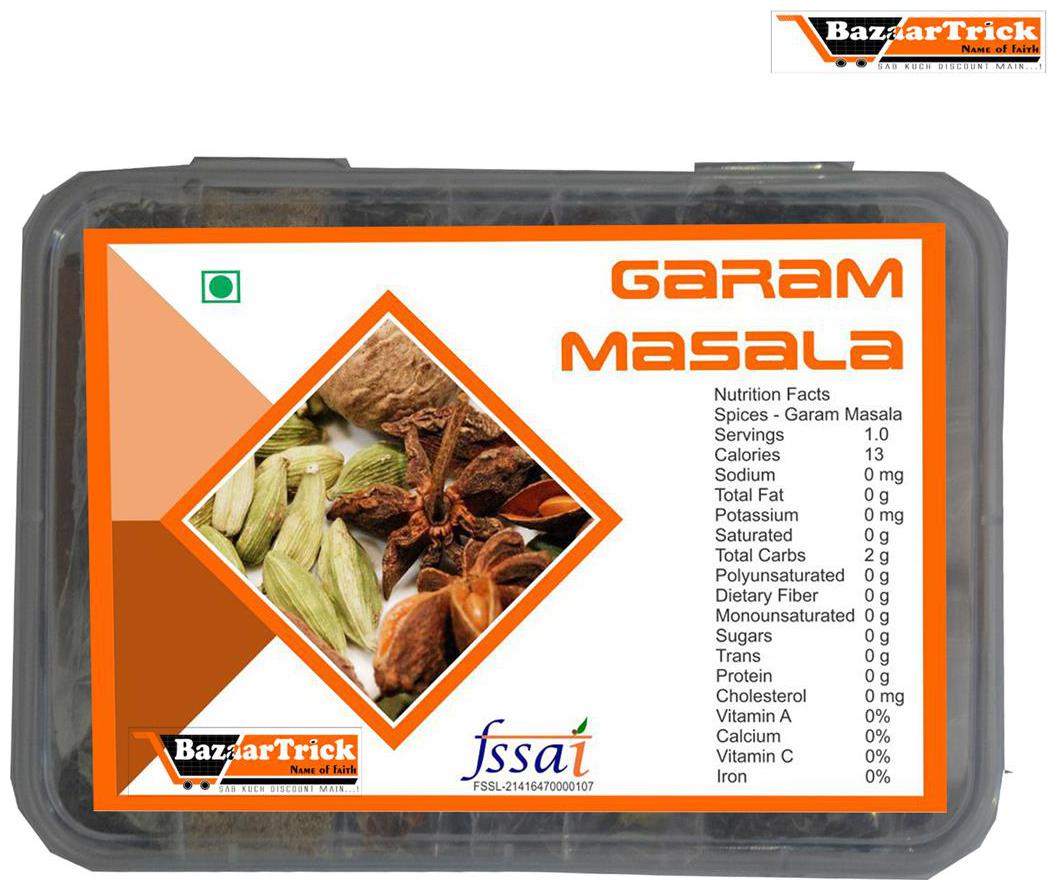 BazaarTrick
Name of faith
SAB KUCH DISCOUNT MAIN...!
GARAM
MASALA
Nutrition Facts
Spices - Garam Masala
Servings 1.0
Calories 13
Sodium 0 mg
Total Fat 0 g
Potassium 0 mg
Saturated 0 g
Total Carbs 2 g
Polyunsaturated 0 g
Dietary Fiber 0 g
Monounsaturated 0 g
Sugars 0 g
Trans 0 g
Protein 0 g
Cholesterol 0 mg
Vitamin A 0%
Calcium 0%
Vitamin C 0%
Iron 0%
BazaarTrick
Name of faith
SAB KUCH DISCOUNT MAIN...!
fssai
FSSL-21416470000107